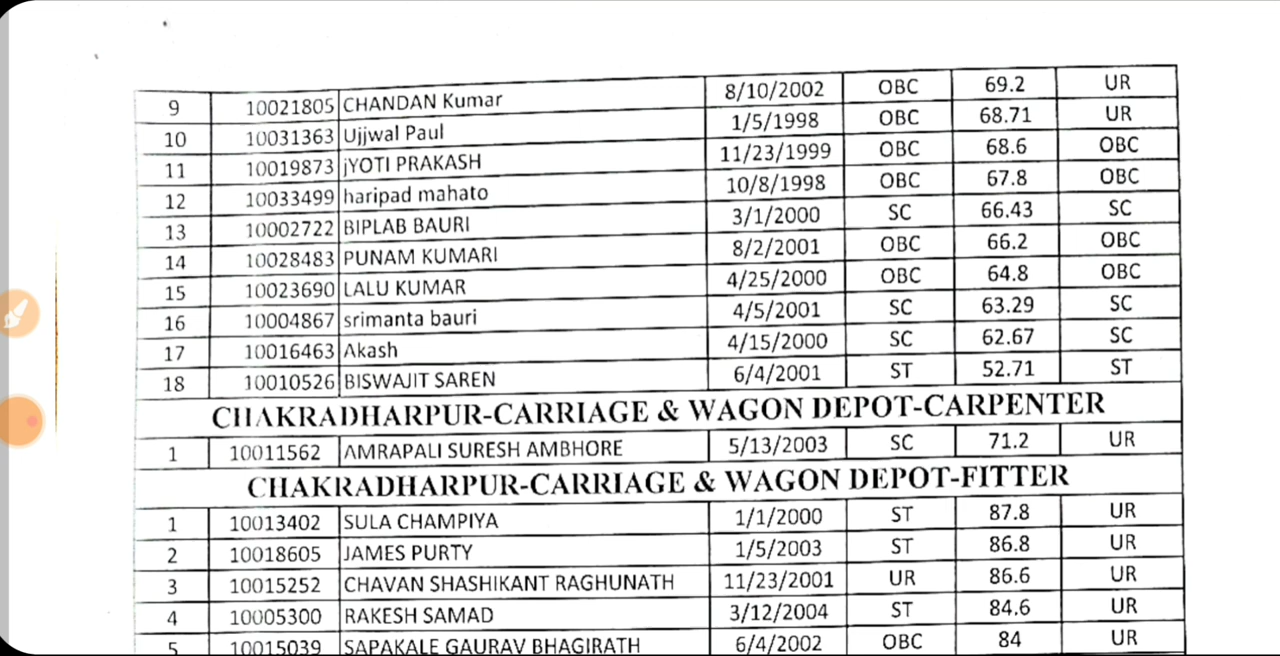 9 10021805 CHANDAN Kumar 8/10/2002 OBC 69.2 UR
10 10031363 Ujjwal Paul 1/5/1998 OBC 68.71 UR
11 10019873 jYOTI PRAKASH 11/23/1999 OBC 68.6 OBC
12 10033499 haripad mahato 10/8/1998 OBC 67.8 OBC
13 10002722 BIPLAB BAURI 3/1/2000 SC 66.43 SC
14 10028483 PUNAM KUMARI 8/2/2001 OBC 66.2 OBC
15 10023690 LALU KUMAR 4/25/2000 OBC 64.8 OBC
16 10004867 srimanta bauri 4/5/2001 SC 63.29 SC
17 10016463 Akash 4/15/2000 SC 62.67 SC
18 10010526 BISWAJIT SAREN 6/4/2001 ST 52.71 ST
CHAKRADHARPUR-CARRIAGE & WAGON DEPOT-CARPENTER
1 10011562 AMRAPALI SURESH AMBHORE 5/13/2003 SC 71.2 UR
CHAKRADHARPUR-CARRIAGE & WAGON DEPOT-FITTER
1 10013402 SULA CHAMPIYA 1/1/2000 ST 87.8 UR
2 10018605 JAMES PURTY 1/5/2003 ST 86.8 UR
3 10015252 CHAVAN SHASHIKANT RAGHUNATH 11/23/2001 UR 86.6 UR
4 10005300 RAKESH SAMAD 3/12/2004 ST 84.6 UR
5 10015039 SAPAKALE GAURAV BHAGIRATH 6/4/2002 OBC 84 UR